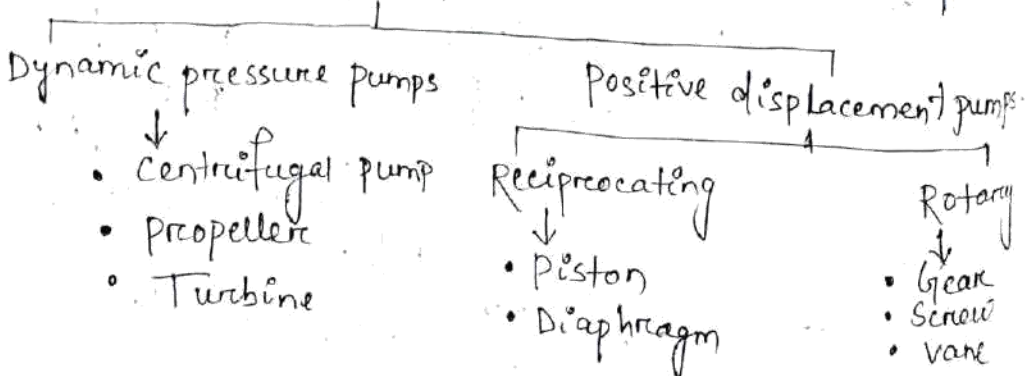 Dynamic pressure pumps
Positive displacement pumps.
• Centrifugal pump
• Propeller
• Turbine
Reciprocating
• Piston
• Diaphragm
Rotary
• Gear
• Screw
• vane